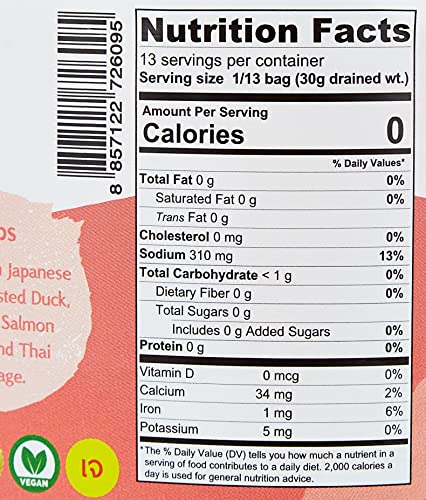 8 857122 726095
Nutrition Facts
13 servings per container
Serving size 1/13 bag (30g drained wt.)
Amount Per Serving
Calories 0
% Daily Values*
Total Fat 0 g 0%
Saturated Fat 0 g 0%
Trans Fat 0 g
Cholesterol 0 mg 0%
Sodium 310 mg 13%
Total Carbohydrate < 1 g 0%
Dietary Fiber 0 g 0%
Total Sugars 0 g
Includes 0 g Added Sugars 0%
Protein 0 g 0%
Vitamin D 0 mcg 0%
Calcium 34 mg 2%
Iron 1 mg 6%
Potassium 5 mg 0%
*The % Daily Value (DV) tells you how much a nutrient in a
serving of food contributes to a daily diet. 2,000 calories a
day is used for general nutrition advice.
Japanese
Duck,
Salmon
Thai
VEGAN
เจ